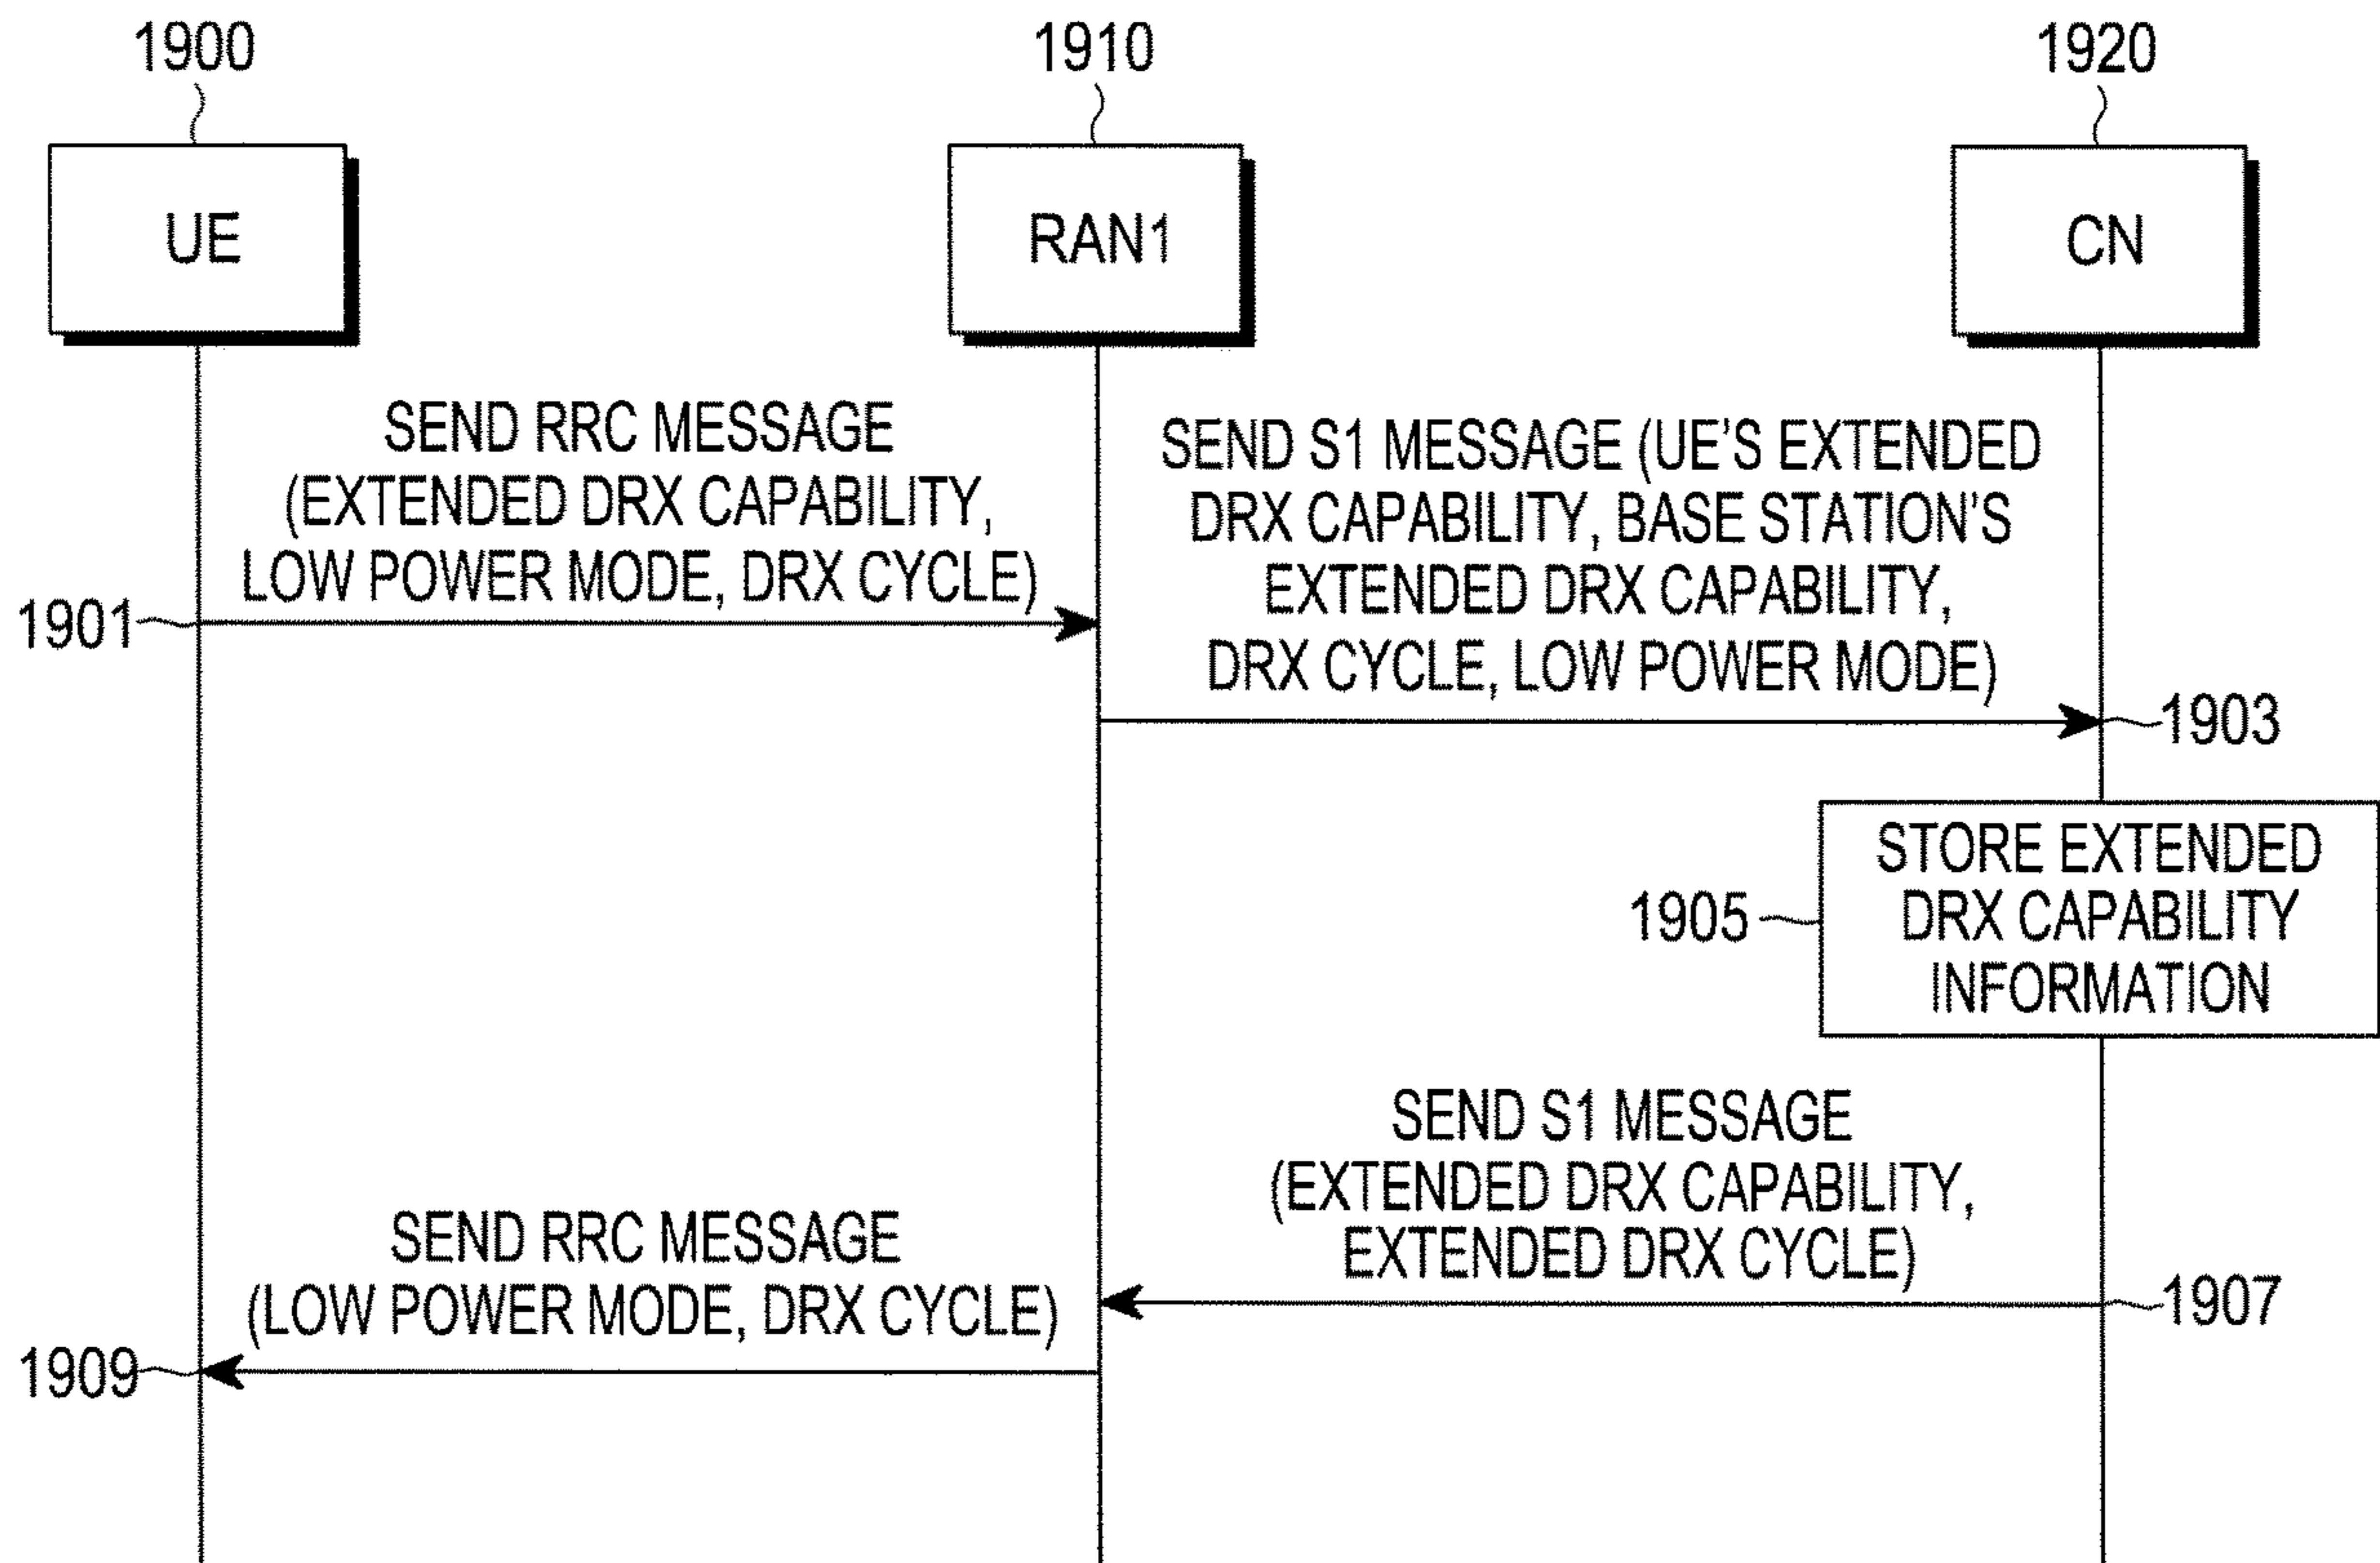 1900
1910
1920
UE
RAN1
CN
SEND RRC MESSAGE
(EXTENDED DRX CAPABILITY,
LOW POWER MODE, DRX CYCLE)
1901
SEND S1 MESSAGE (UE'S EXTENDED
DRX CAPABILITY, BASE STATION'S
EXTENDED DRX CAPABILITY,
DRX CYCLE, LOW POWER MODE)
1903
STORE EXTENDED
DRX CAPABILITY
INFORMATION
1905
SEND S1 MESSAGE
(EXTENDED DRX CAPABILITY,
EXTENDED DRX CYCLE)
1907
SEND RRC MESSAGE
(LOW POWER MODE, DRX CYCLE)
1909